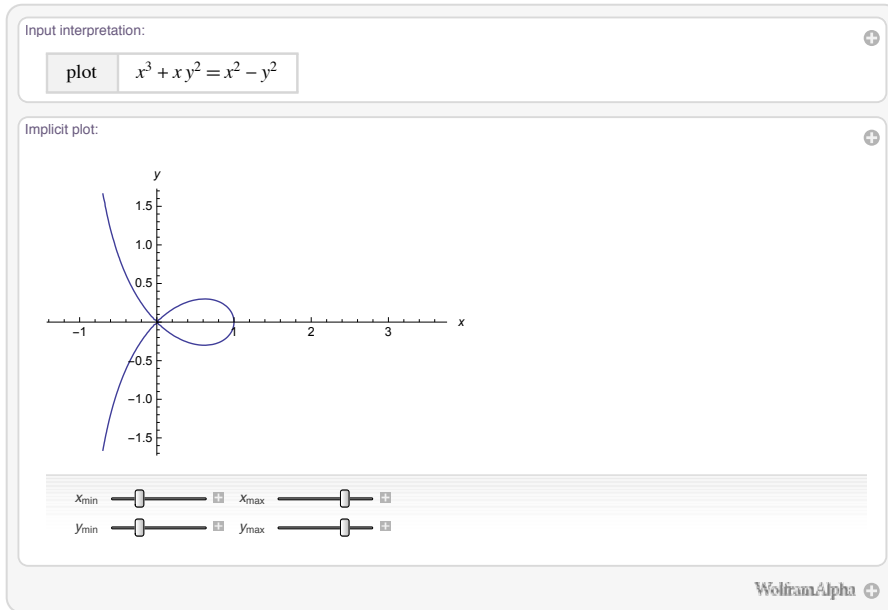 Input interpretation:
plot x³ + x y² = x² − y²
Implicit plot:
y
1.5
1.0
0.5
−1 1 2 3 x
−0.5
−1.0
−1.5
xmin xmax
ymin ymax
WolframAlpha